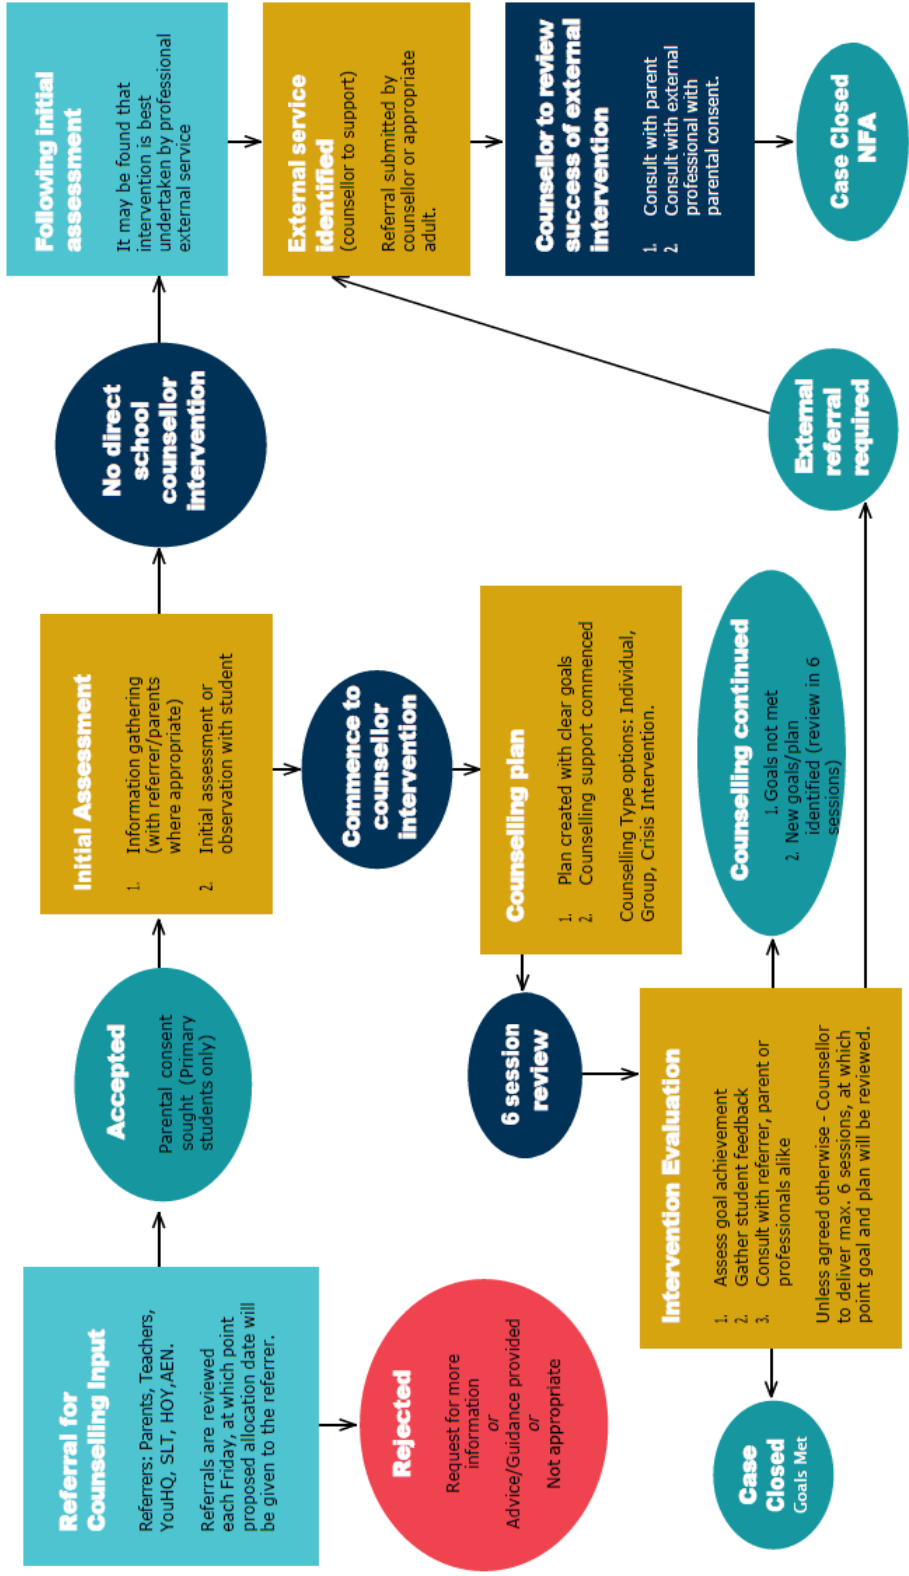 Referral for
Counselling Input
Referrers: Parents, Teachers,
YouHQ, SLT, HOY,AEN.
Referrals are reviewed
each Friday, at which point
proposed allocation date will
be given to the referrer.
Rejected
Request for more
information
or
Advice/Guidance provided
or
Not appropriate
Accepted
Parental consent
sought (Primary
students only)
Initial Assessment
1. Information gathering
(with referrer/parents
where appropriate)
2. Initial assessment or
observation with student
No direct
school
counsellor
intervention
Following initial
assessment
It may be found that
intervention is best
undertaken by professional
external service
External service
identified
(counsellor to support)
Referral submitted by
counsellor or appropriate
adult.
Counsellor to review
success of external
intervention
1. Consult with parent
2. Consult with external
professional with
parental consent.
Case Closed
NFA
Commence to
counsellor
intervention
Counselling plan
1. Plan created with clear goals
2. Counselling support commenced
Counselling Type options: Individual,
Group, Crisis Intervention.
6 session
review
Intervention Evaluation
1. Assess goal achievement
2. Gather student feedback
3. Consult with referrer, parent or
professionals alike
Unless agreed otherwise - Counsellor
to deliver max. 6 sessions, at which
point goal and plan will be reviewed.
Case
Closed
Goals Met
Counselling continued
1. Goals not met
2. New goals/plan
identified (review in 6
sessions)
External
referral
required